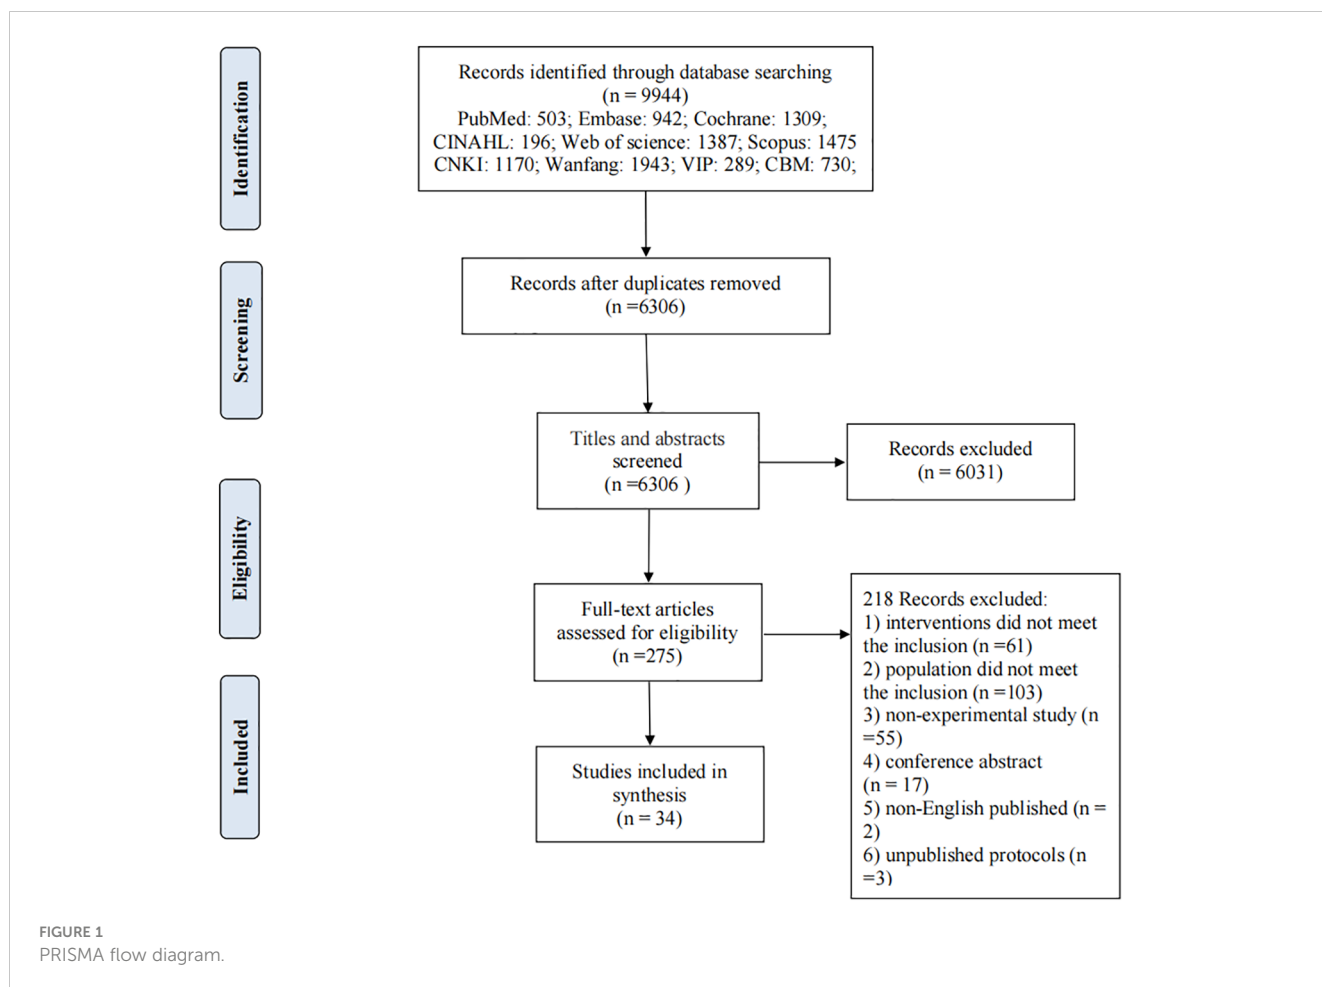 Identification
Records identified through database searching
(n = 9944)
PubMed: 503; Embase: 942; Cochrane: 1309;
CINAHL: 196; Web of science: 1387; Scopus: 1475
CNKI: 1170; Wanfang: 1943; VIP: 289; CBM: 730;
Screening
Records after duplicates removed
(n =6306)
Titles and abstracts
screened
(n =6306 )
Records excluded
(n = 6031)
Eligibility
Full-text articles
assessed for eligibility
(n =275)
218 Records excluded:
1) interventions did not meet
the inclusion (n =61)
2) population did not meet
the inclusion (n =103)
3) non-experimental study (n
=55)
4) conference abstract
(n = 17)
5) non-English published (n =
2)
6) unpublished protocols (n
=3)
Included
Studies included in
synthesis
(n = 34)
FIGURE 1
PRISMA flow diagram.